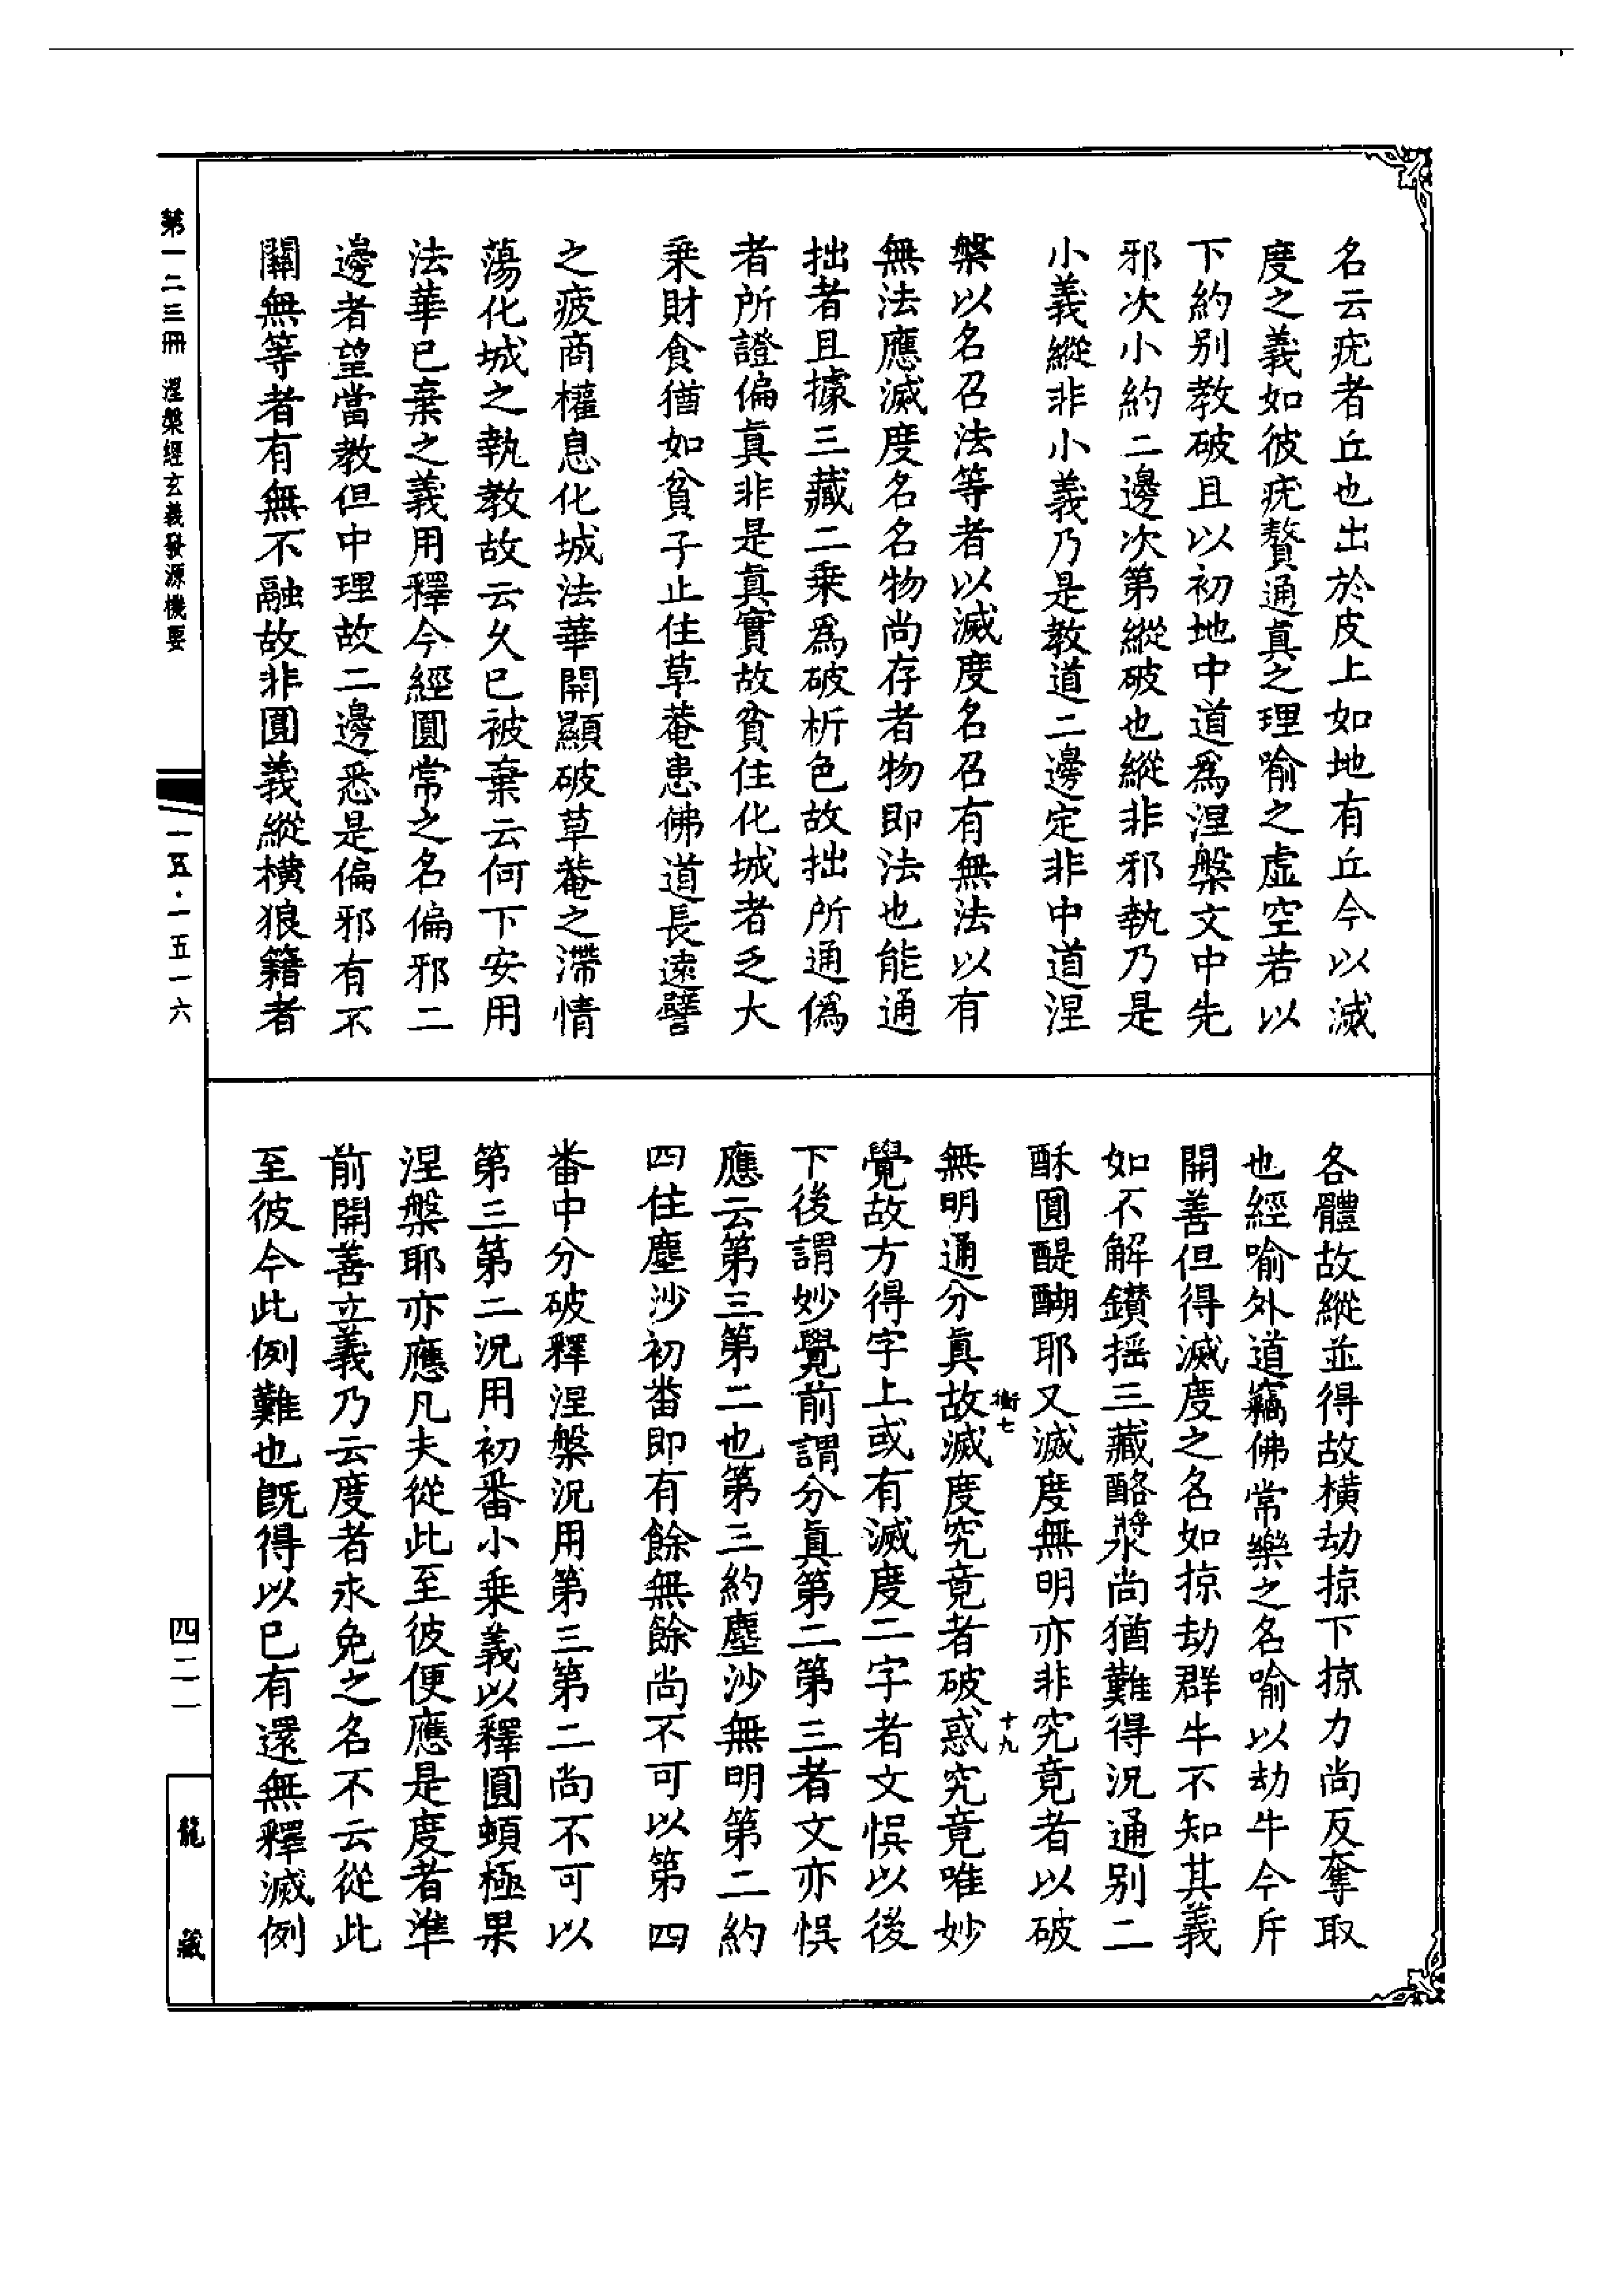 名云疣者丘也出於皮上如地有丘今以滅
度之義如彼疣贅通真之理喻之虛空若以
下約别教破且以初地中道爲涅槃文中先
邪次小約二邊次第縱破也縱非邪執乃是
小義縱非小義乃是教道二邊定非中道涅
槃以名召法等者以滅度名召有無法以有
無法應滅度名名物尚存者物即法也能通
拙者且據三藏二乗爲破析色故拙所通僞
者所證偏真非是真實故貧住化城者乏大
乗財食猶如貧子止住草菴患佛道長遠譬
之疲商權息化城法華開顯破草菴之滯情
蕩化城之執教故云久已被棄云何下安用
法華已棄之義用釋今經圓常之名偏邪二
邊者望當教但中理故二邊悉是偏邪有不
關無等者有無不融故非圓義縱橫狼籍者
各體故縱並得故橫劫掠下掠力尚反奪取
也經喻外道竊佛常樂之名喻以劫牛今斥
開善但得滅度之名如掠劫群牛不知其義
如不解鑚揺三藏酪將水尚猶難得況通别二
酥圓醍醐耶又滅度無明亦非究竟者以破
無明通分眞故滅度究竟者破惑究竟唯妙
衝七
十九
覺故方得字上或有滅度二字者文悞以後
下後謂妙覺前謂分眞第二第三者文亦悞
應云第三第二也第三約塵沙無明第二約
四住塵沙初番即有餘無餘尚不可以第四
番中分破釋涅槃況用第三第二尚不可以
第三第二況用初番小乗義以釋圓頓極果
涅槃耶亦應凡夫從此至彼便應是度者準
前開善立義乃云度者永免之名不云從此
至彼今此例難也旣得以已有還無釋滅例
第一二三冊 涅槃經玄義發源機要
一五·一五一六
四二二
龍藏